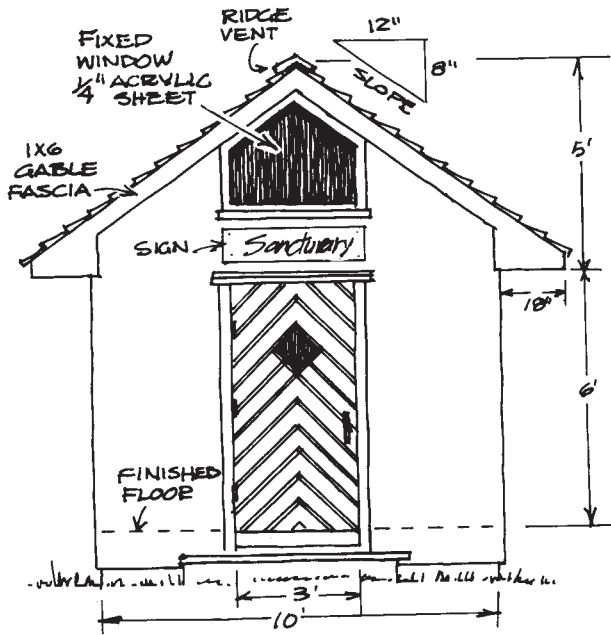 RIDGE
VENT
12"
8"
SLOPE
FIXED
WINDOW
1/4" ACRYLIC
SHEET
5'
1X6
GABLE
FASCIA
SIGN
Sanctuary
18"
6'
FINISHED
FLOOR
3'
10'